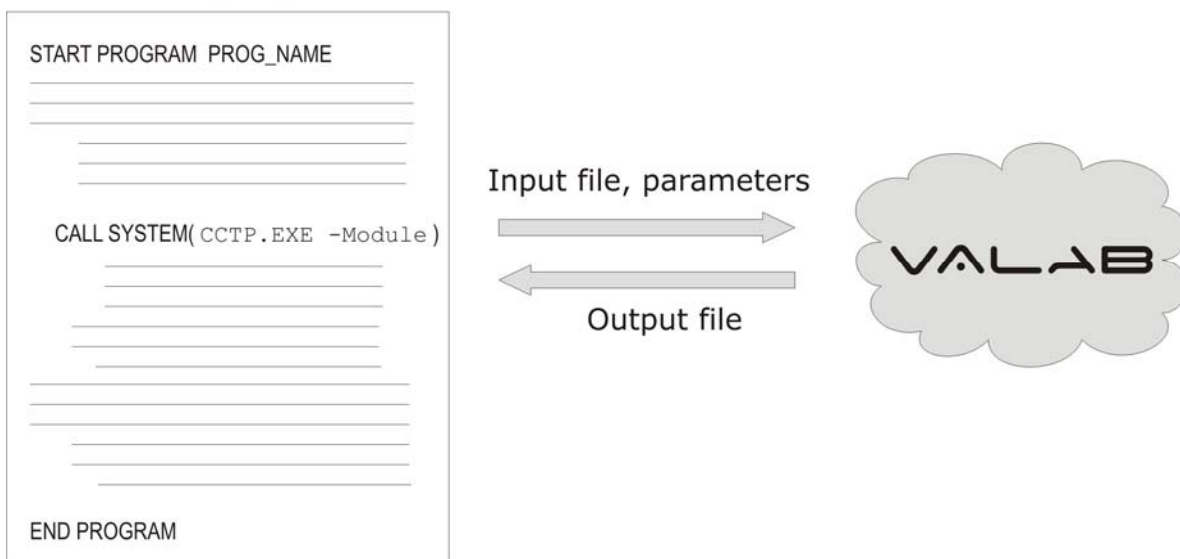 START PROGRAM PROG_NAME
CALL SYSTEM( CCTP.EXE -Module )
END PROGRAM
Input file, parameters
Output file
VALAB